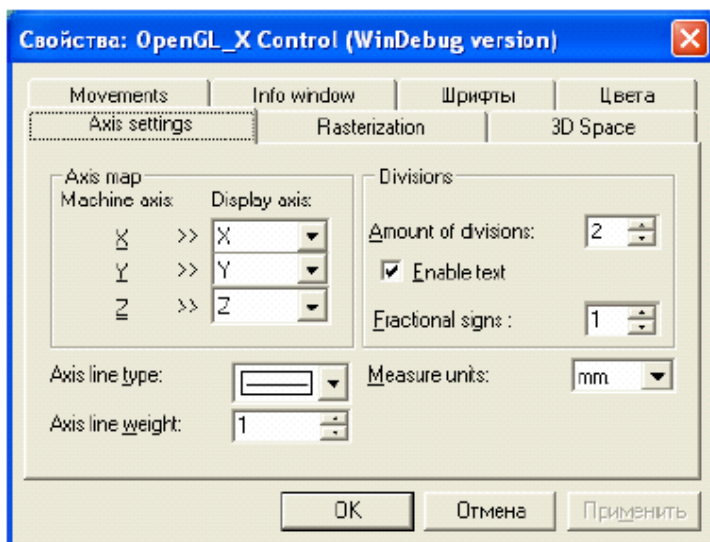 Свойства: OpenGL_X Control (WinDebug version)
Movements Info window Шрифты Цвета
Axis settings Rasterization 3D Space
Axis map
Machine axis: Display axis:
X >> X
Y >> Y
Z >> Z
Divisions
Amount of divisions: 2
Enable text
Fractional signs : 1
Axis line type:
Measure units: mm.
Axis line weight: 1
OK Отмена Применить